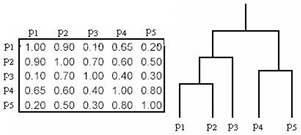 p1 p2 p3 p4 p5
p1 1.00 0.90 0.10 0.65 0.20
p2 0.90 1.00 0.70 0.60 0.50
p3 0.10 0.70 1.00 0.40 0.30
p4 0.65 0.60 0.40 1.00 0.80
p5 0.20 0.50 0.30 0.80 1.00
p1 p2 p3 p4 p5